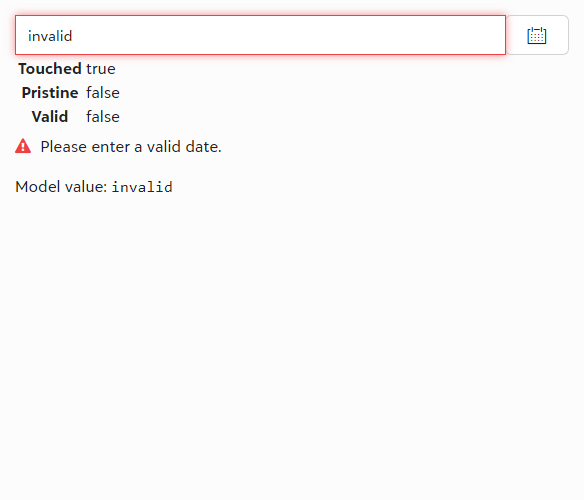 invalid
Touched true
Pristine false
Valid false
Please enter a valid date.
Model value: invalid